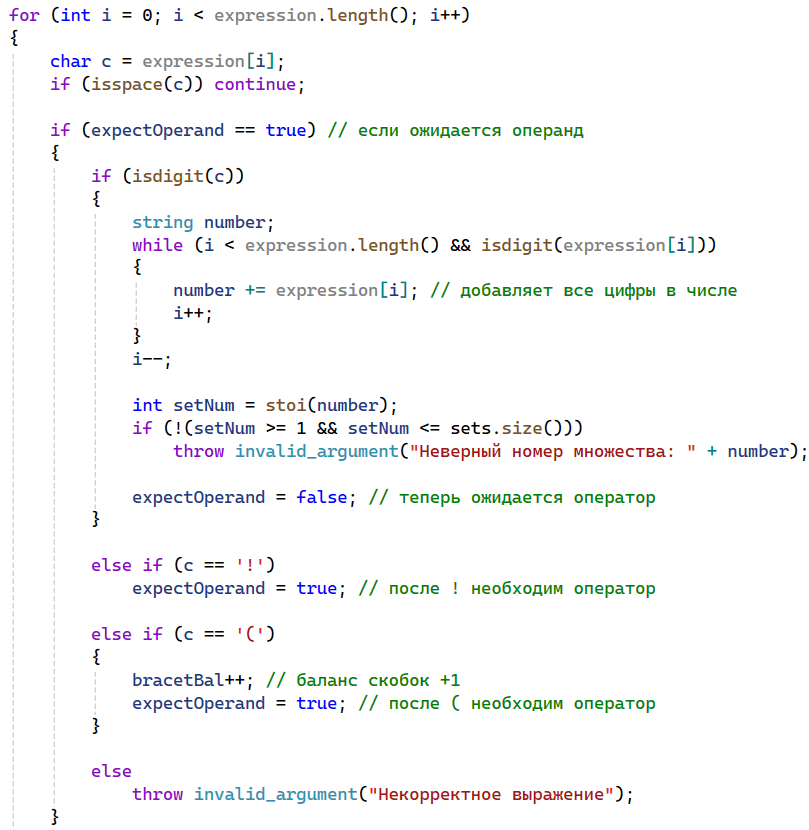 for (int i = 0; i < expression.length(); i++)
{
char c = expression[i];
if (isspace(c)) continue;
if (expectOperand == true) // если ожидается операнд
{
if (isdigit(c))
{
string number;
while (i < expression.length() && isdigit(expression[i]))
{
number += expression[i]; // добавляет все цифры в числе
i++;
}
i--;
int setNum = stoi(number);
if (!(setNum >= 1 && setNum <= sets.size()))
throw invalid_argument("Неверный номер множества: " + number);
expectOperand = false; // теперь ожидается оператор
}
else if (c == '!')
expectOperand = true; // после ! необходим оператор
else if (c == '(')
{
bracetBal++; // баланс скобок +1
expectOperand = true; // после ( необходим оператор
}
else
throw invalid_argument("Некорректное выражение");
}